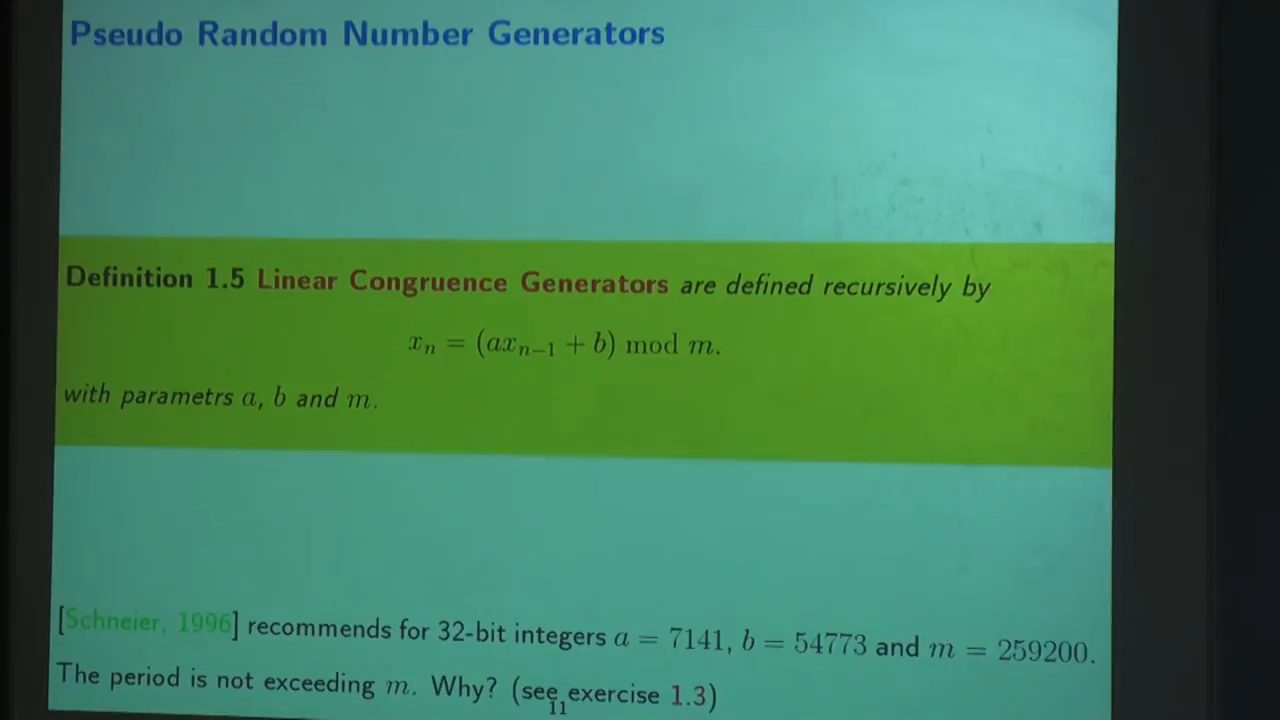 Pseudo Random Number Generators
Definition 1.5 Linear Congruence Generators are defined recursively by
xₙ = (axₙ₋₁ + b) mod m.
with parametrs a, b and m.
[Schneier, 1996] recommends for 32-bit integers a = 7141, b = 54773 and m = 259200.
The period is not exceeding m. Why? (see exercise 1.3)
11